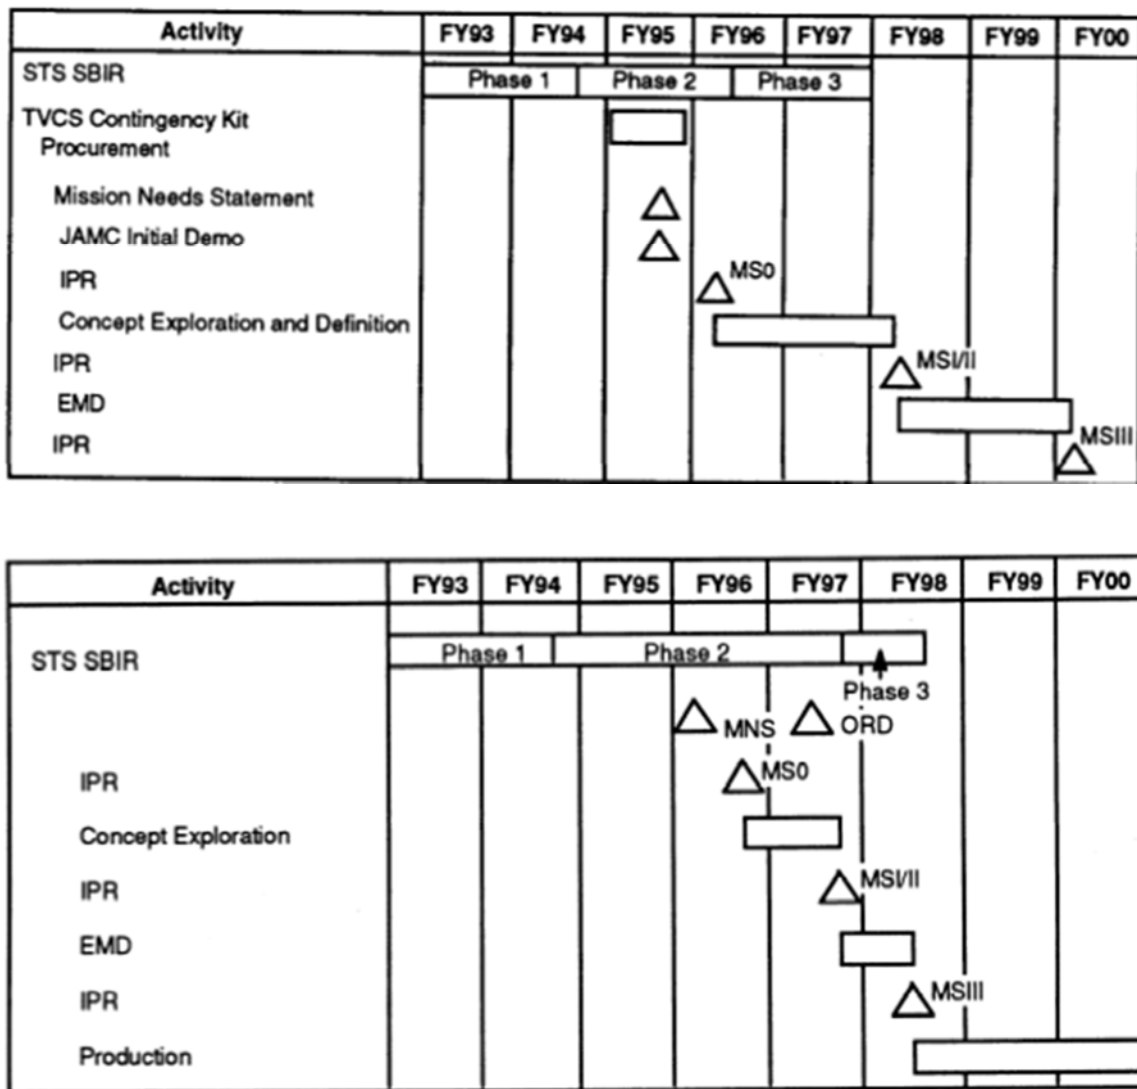 Activity FY93 FY94 FY95 FY96 FY97 FY98 FY99 FY00
STS SBIR Phase 1 Phase 2 Phase 3
TVCS Contingency Kit
Procurement
Mission Needs Statement
JAMC Initial Demo
IPR MS0
Concept Exploration and Definition
IPR MSI/II
EMD
IPR MSIII
Activity FY93 FY94 FY95 FY96 FY97 FY98 FY99 FY00
STS SBIR Phase 1 Phase 2
Phase 3
MNS ORD
IPR MS0
Concept Exploration
IPR MSI/II
EMD
IPR MSIII
Production